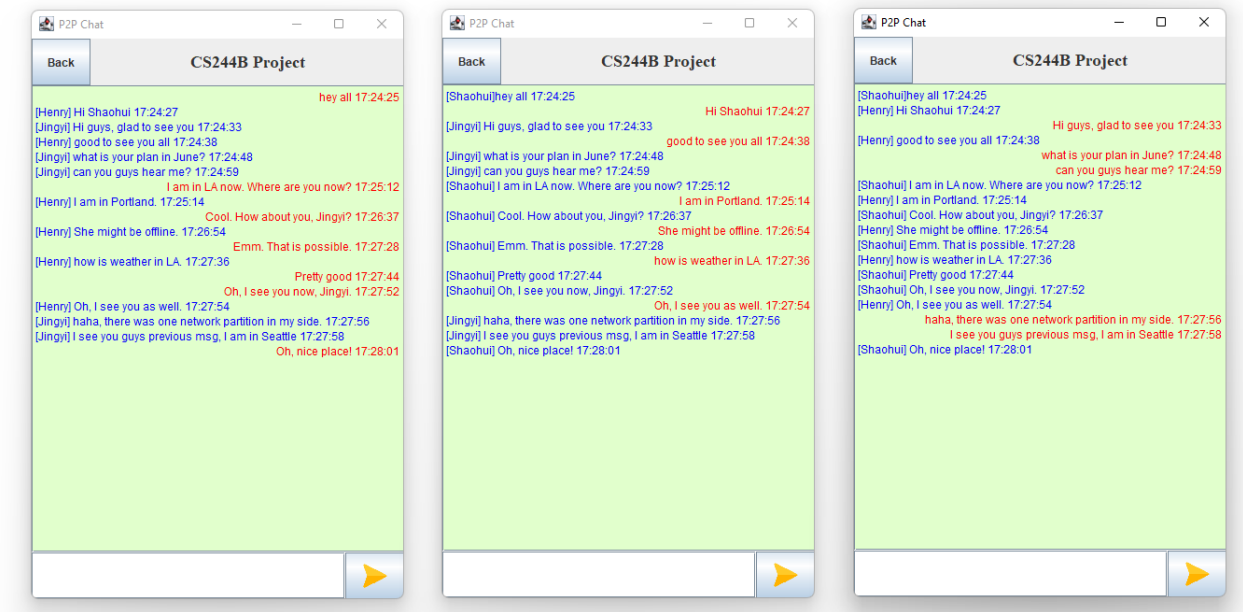 P2P Chat
Back
CS244B Project
hey all 17:24:25
[Henry] Hi Shaohui 17:24:27
[Jingyi] Hi guys, glad to see you 17:24:33
[Henry] good to see you all 17:24:38
[Jingyi] what is your plan in June? 17:24:48
[Jingyi] can you guys hear me? 17:24:59
I am in LA now. Where are you now? 17:25:12
[Henry] I am in Portland. 17:25:14
Cool. How about you, Jingyi? 17:26:37
[Henry] She might be offline. 17:26:54
Emm. That is possible. 17:27:28
[Henry] how is weather in LA. 17:27:36
Pretty good 17:27:44
Oh, I see you now, Jingyi. 17:27:52
[Henry] Oh, I see you as well. 17:27:54
[Jingyi] haha, there was one network partition in my side. 17:27:56
[Jingyi] I see you guys previous msg, I am in Seattle 17:27:58
Oh, nice place! 17:28:01
P2P Chat
Back
CS244B Project
[Shaohui]hey all 17:24:25
Hi Shaohui 17:24:27
[Jingyi] Hi guys, glad to see you 17:24:33
good to see you all 17:24:38
[Jingyi] what is your plan in June? 17:24:48
[Jingyi] can you guys hear me? 17:24:59
[Shaohui] I am in LA now. Where are you now? 17:25:12
I am in Portland. 17:25:14
[Shaohui] Cool. How about you, Jingyi? 17:26:37
She might be offline. 17:26:54
[Shaohui] Emm. That is possible. 17:27:28
how is weather in LA. 17:27:36
[Shaohui] Pretty good 17:27:44
[Shaohui] Oh, I see you now, Jingyi. 17:27:52
Oh, I see you as well. 17:27:54
[Jingyi] haha, there was one network partition in my side. 17:27:56
[Jingyi] I see you guys previous msg, I am in Seattle 17:27:58
[Shaohui] Oh, nice place! 17:28:01
P2P Chat
Back
CS244B Project
[Shaohui]hey all 17:24:25
[Henry] Hi Shaohui 17:24:27
Hi guys, glad to see you 17:24:33
[Henry] good to see you all 17:24:38
what is your plan in June? 17:24:48
can you guys hear me? 17:24:59
[Shaohui] I am in LA now. Where are you now? 17:25:12
[Henry] I am in Portland. 17:25:14
[Shaohui] Cool. How about you, Jingyi? 17:26:37
[Henry] She might be offline. 17:26:54
[Shaohui] Emm. That is possible. 17:27:28
[Henry] how is weather in LA. 17:27:36
[Shaohui] Pretty good 17:27:44
[Shaohui] Oh, I see you now, Jingyi. 17:27:52
[Henry] Oh, I see you as well. 17:27:54
haha, there was one network partition in my side. 17:27:56
I see you guys previous msg, I am in Seattle 17:27:58
[Shaohui] Oh, nice place! 17:28:01